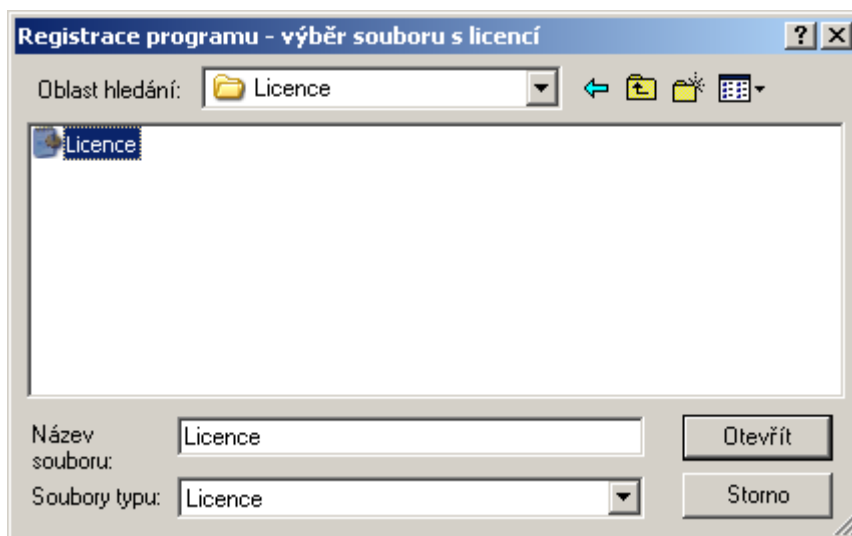 Registrace programu - výběr souboru s licencí
Oblast hledání: Licence
Licence
Název
souboru:
Licence
Otevřít
Soubory typu: Licence
Storno